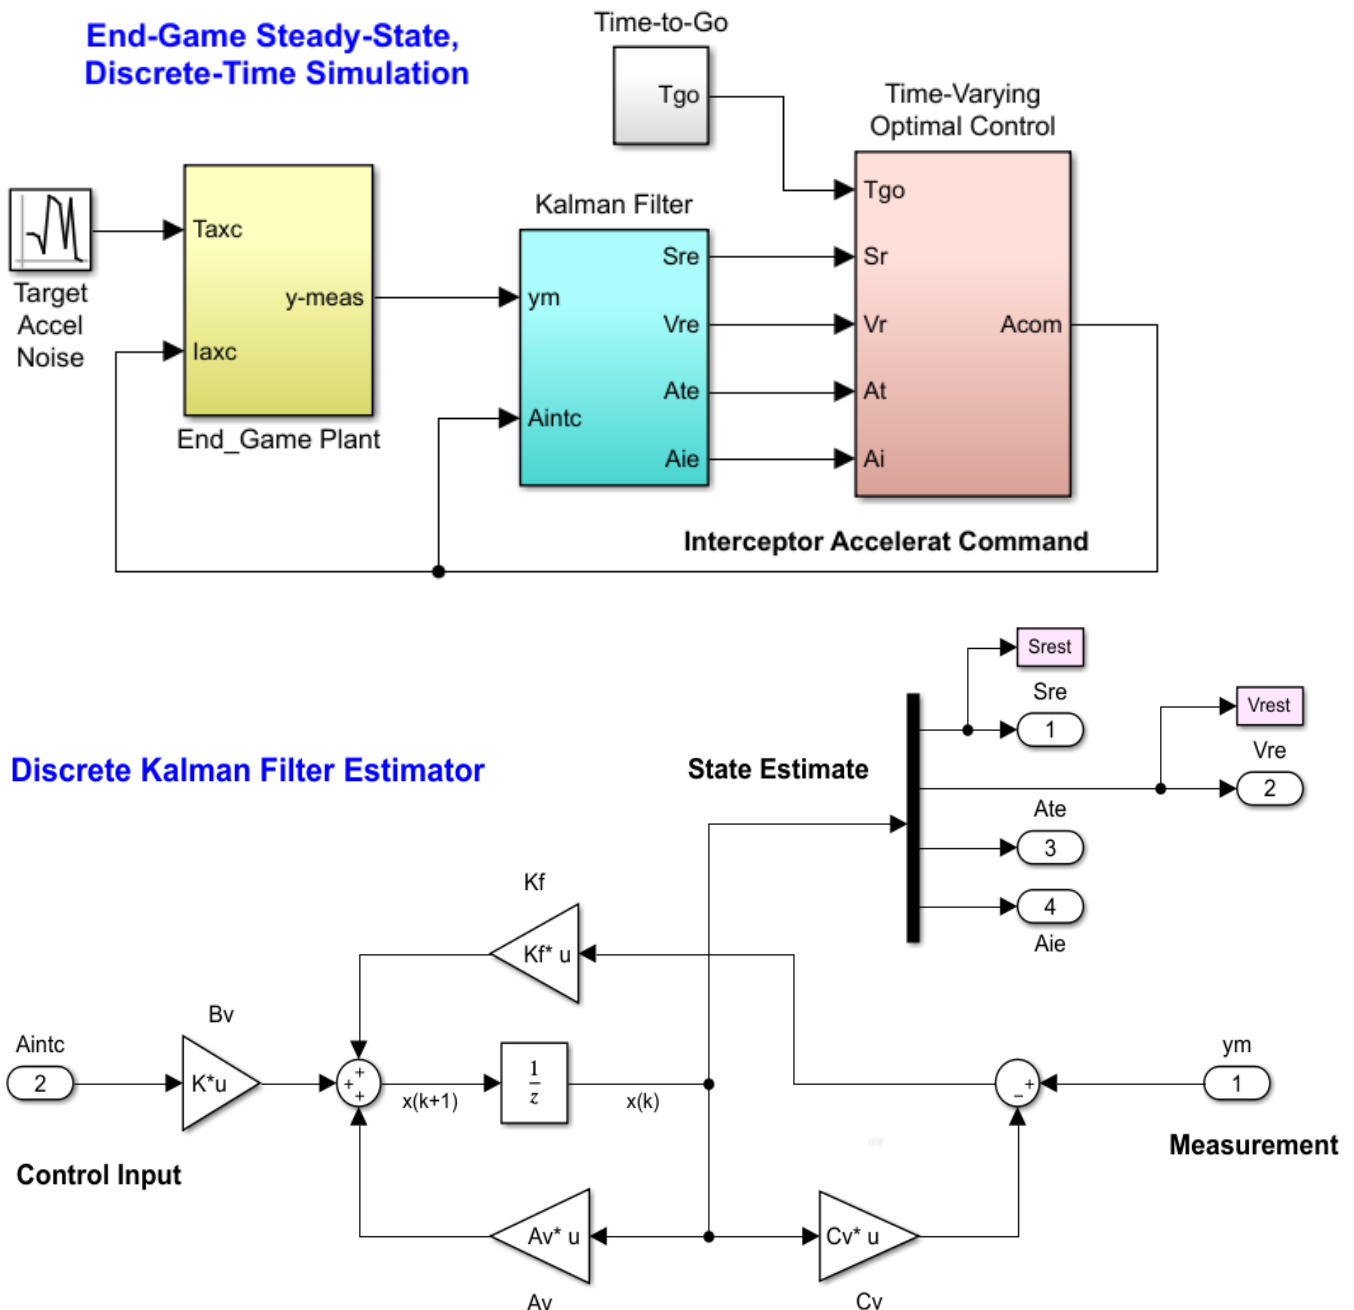 End-Game Steady-State,
Discrete-Time Simulation
Time-to-Go
Tgo
Time-Varying
Optimal Control
Tgo
Sr
Vr
At
Ai
Acom
Kalman Filter
ym
Aintc
Sre
Vre
Ate
Aie
Taxc
Iaxc
y-meas
End_Game Plant
Target
Accel
Noise
Interceptor Accelerat Command
Discrete Kalman Filter Estimator
State Estimate
Srest
Sre
1
Vrest
Vre
2
Ate
3
4
Aie
Kf
Kf* u
Bv
Aintc
2
K*u
Control Input
+
+
+
x(k+1)
1
z
x(k)
+
−
ym
1
Measurement
Av* u
Av
Cv* u
Cv